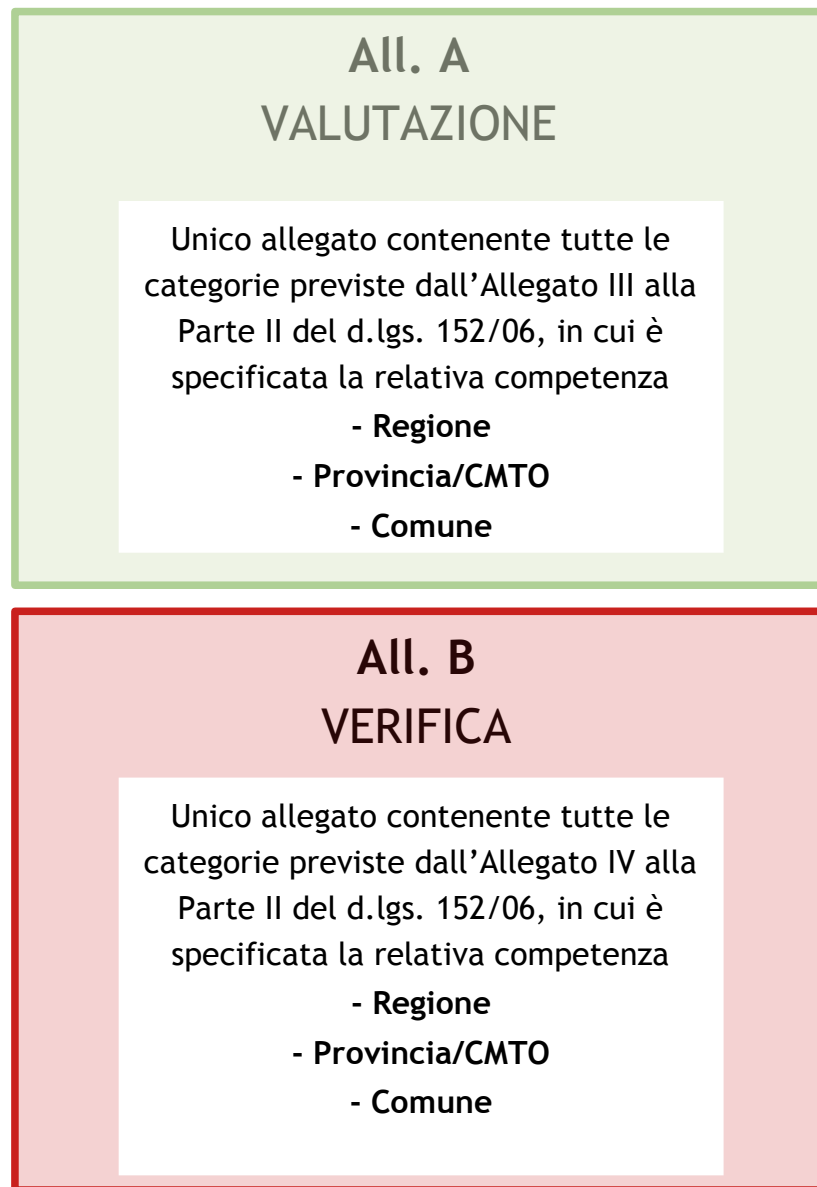 All. A
VALUTAZIONE
Unico allegato contenente tutte le
categorie previste dall’Allegato III alla
Parte II del d.lgs. 152/06, in cui è
specificata la relativa competenza
- Regione
- Provincia/CMTO
- Comune
All. B
VERIFICA
Unico allegato contenente tutte le
categorie previste dall’Allegato IV alla
Parte II del d.lgs. 152/06, in cui è
specificata la relativa competenza
- Regione
- Provincia/CMTO
- Comune